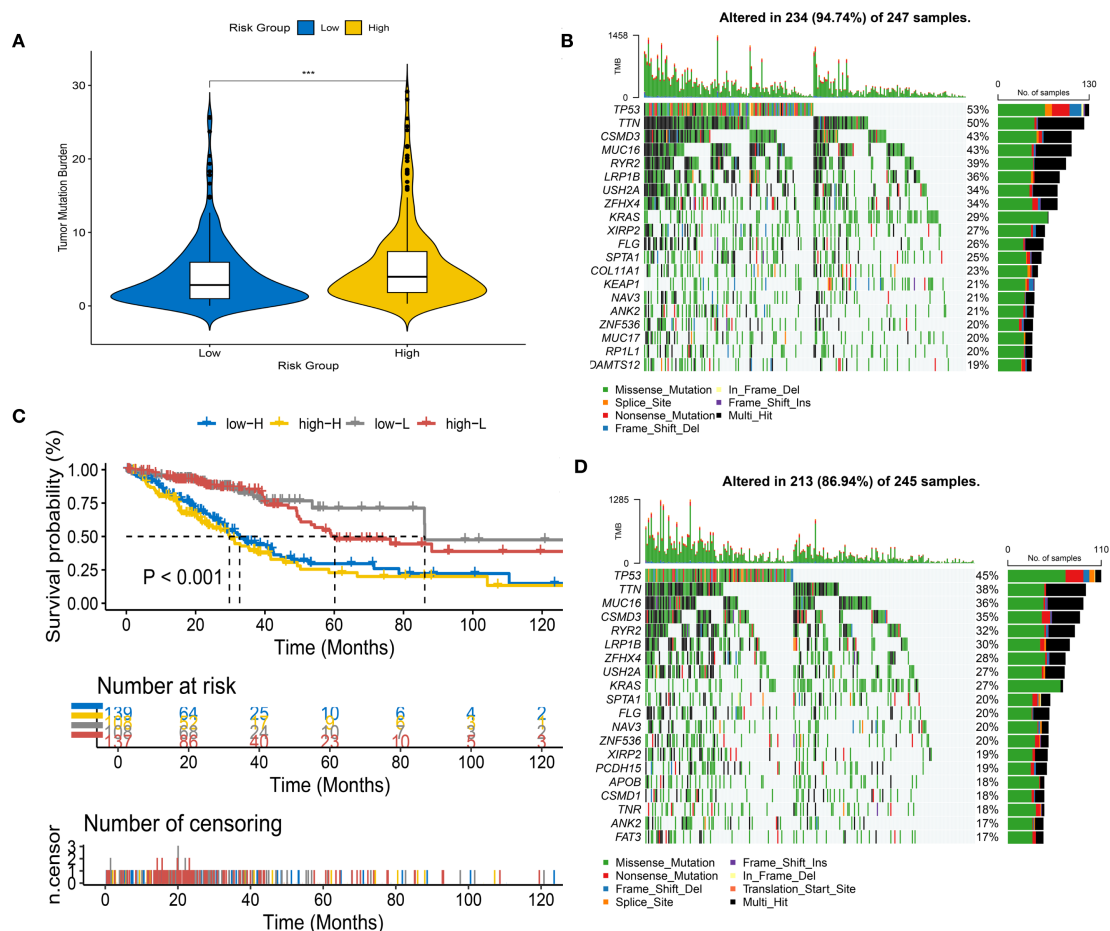 A
Risk Group Low High
Tumor Mutation Burden
30
20
10
0
***
Low High
Risk Group
B
Altered in 234 (94.74%) of 247 samples.
1458
TMB
0
0 130
No. of samples
TP53 53%
TTN 50%
CSMD3 43%
MUC16 43%
RYR2 39%
LRP1B 36%
USH2A 34%
ZFHX4 34%
KRAS 29%
XIRP2 27%
FLG 26%
SPTA1 25%
COL11A1 23%
KEAP1 21%
NAV3 21%
ANK2 21%
ZNF536 20%
MUC17 20%
RP1L1 20%
DAMTS12 19%
Missense_Mutation In_Frame_Del
Splice_Site Frame_Shift_Ins
Nonsense_Mutation Multi_Hit
Frame_Shift_Del
C
low-H high-H low-L high-L
Survival probability (%)
1.00
0.75
0.50
0.25
0.00
P < 0.001
0 20 40 60 80 100 120
Time (Months)
Number at risk
139 64 25 10 6 4 2
108 68 24 10 7 3 2
137 86 40 23 10 5 3
0 20 40 60 80 100 120
Time (Months)
Number of censoring
n.censor
3
2
1
0
0 20 40 60 80 100 120
Time (Months)
D
Altered in 213 (86.94%) of 245 samples.
1285
TMB
0
0 110
No. of samples
TP53 45%
TTN 38%
MUC16 36%
CSMD3 35%
RYR2 32%
LRP1B 30%
ZFHX4 28%
USH2A 27%
KRAS 27%
SPTA1 20%
FLG 20%
NAV3 20%
ZNF536 20%
XIRP2 19%
PCDH15 19%
APOB 18%
CSMD1 18%
TNR 18%
ANK2 17%
FAT3 17%
Missense_Mutation Frame_Shift_Ins
Nonsense_Mutation In_Frame_Del
Frame_Shift_Del Translation_Start_Site
Splice_Site Multi_Hit